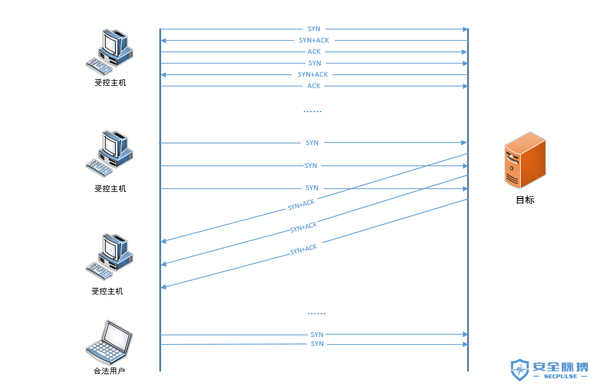 SYN
SYN+ACK
受控主机
ACK
SYN
SYN+ACK
ACK
......
SYN
受控主机
SYN
SYN
目标
SYN+ACK
SYN+ACK
SYN+ACK
受控主机
......
SYN
SYN
合法用户
安全脉搏
SECPULSE